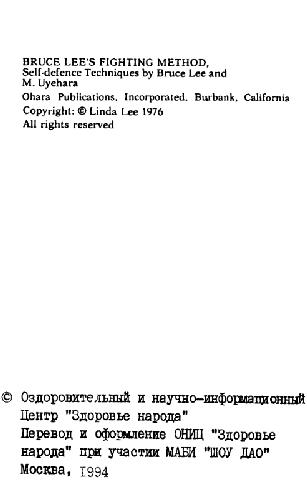 BRUCE LEE'S FIGHTING METHOD,
Self-defence Techniques by Bruce Lee and
M. Uyehara
Ohara Publications, Incorporated, Burbank, California
Copyright: © Linda Lee 1976
All rights reserved
© Оздоровительный и научно-информационный
Центр "Здоровье народа"
Перевод и оформление ОНИЦ "Здоровье
народа" при участии МАБИ "ШОУ ДАО"
Москва, 1994